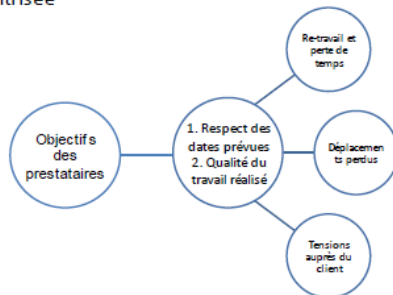 Re-travail et
perte de
temps
Objectifs
des
prestataires
1. Respect des
dates prévues
2. Qualité du
travail réalisé
Déplacemen
ts perdus
Tensions
auprès du
client